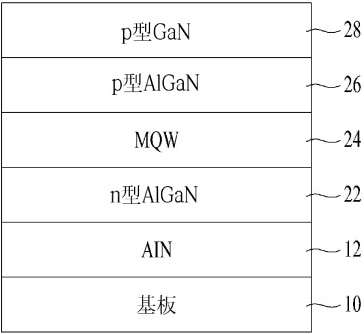 p型GaN 28
p型AlGaN 26
MQW 24
n型AlGaN 22
AlN 12
基板 10